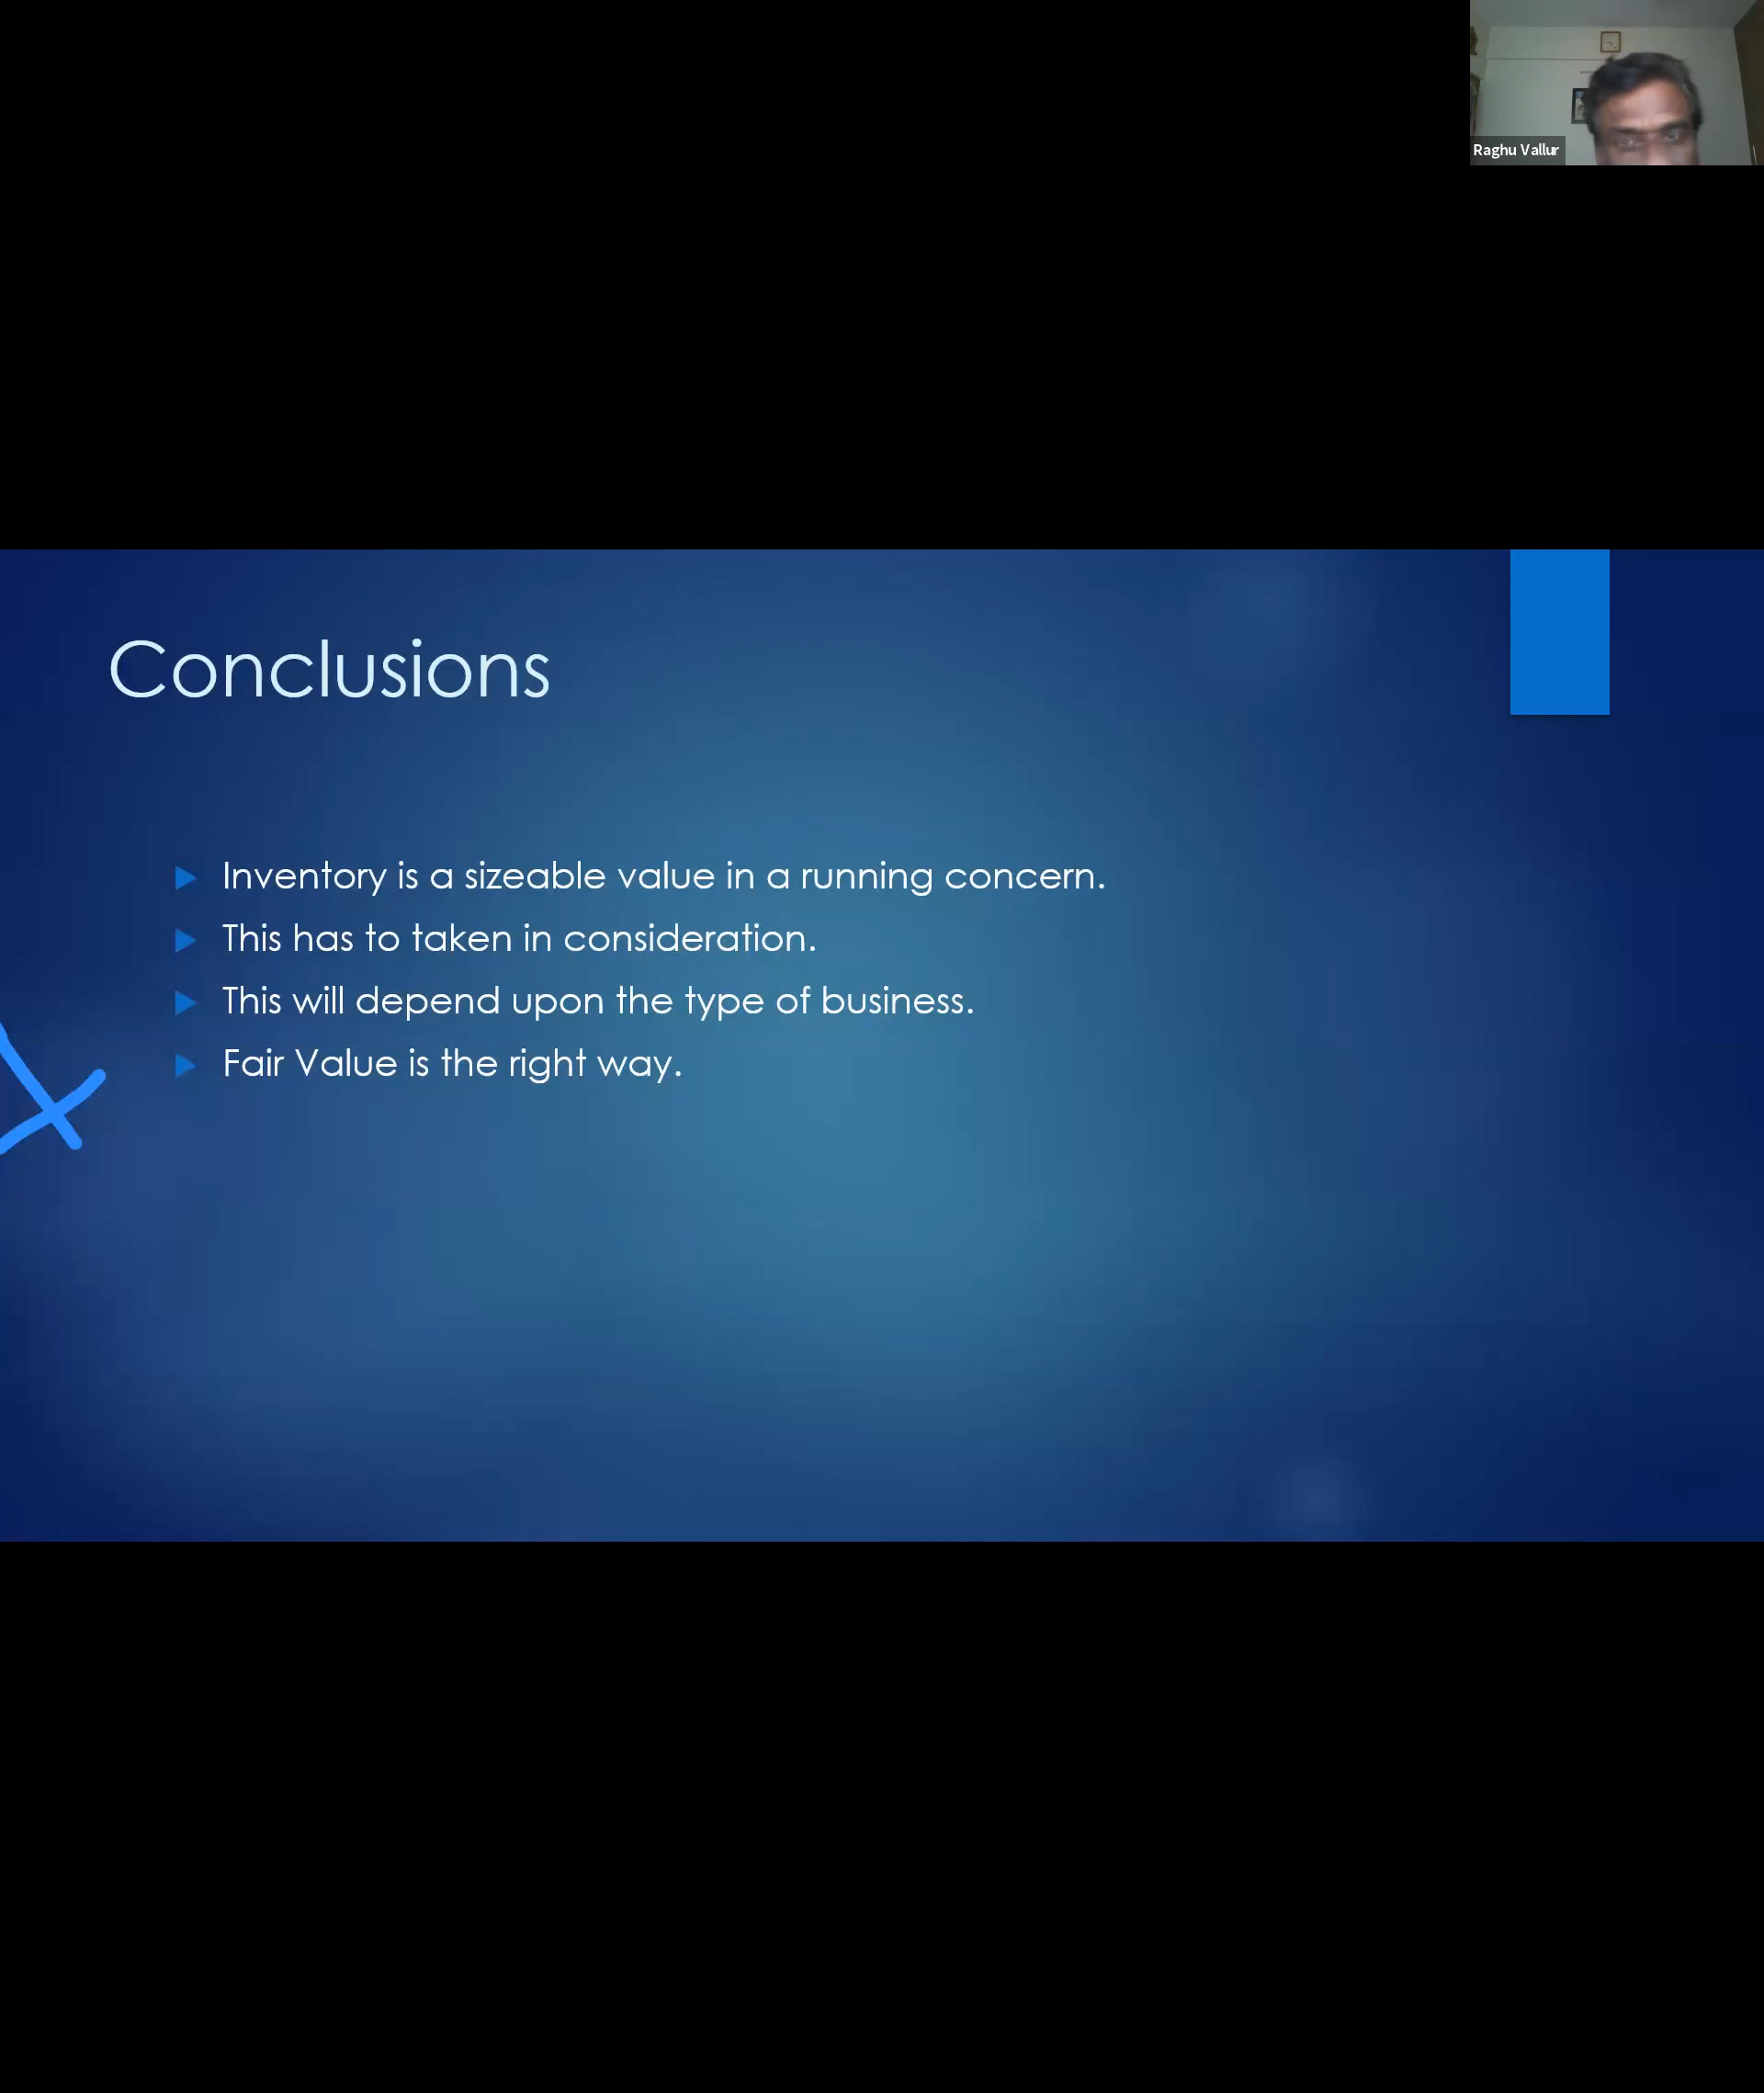 Raghu Vallur
Conclusions
Inventory is a sizeable value in a running concern.
This has to taken in consideration.
This will depend upon the type of business.
Fair Value is the right way.